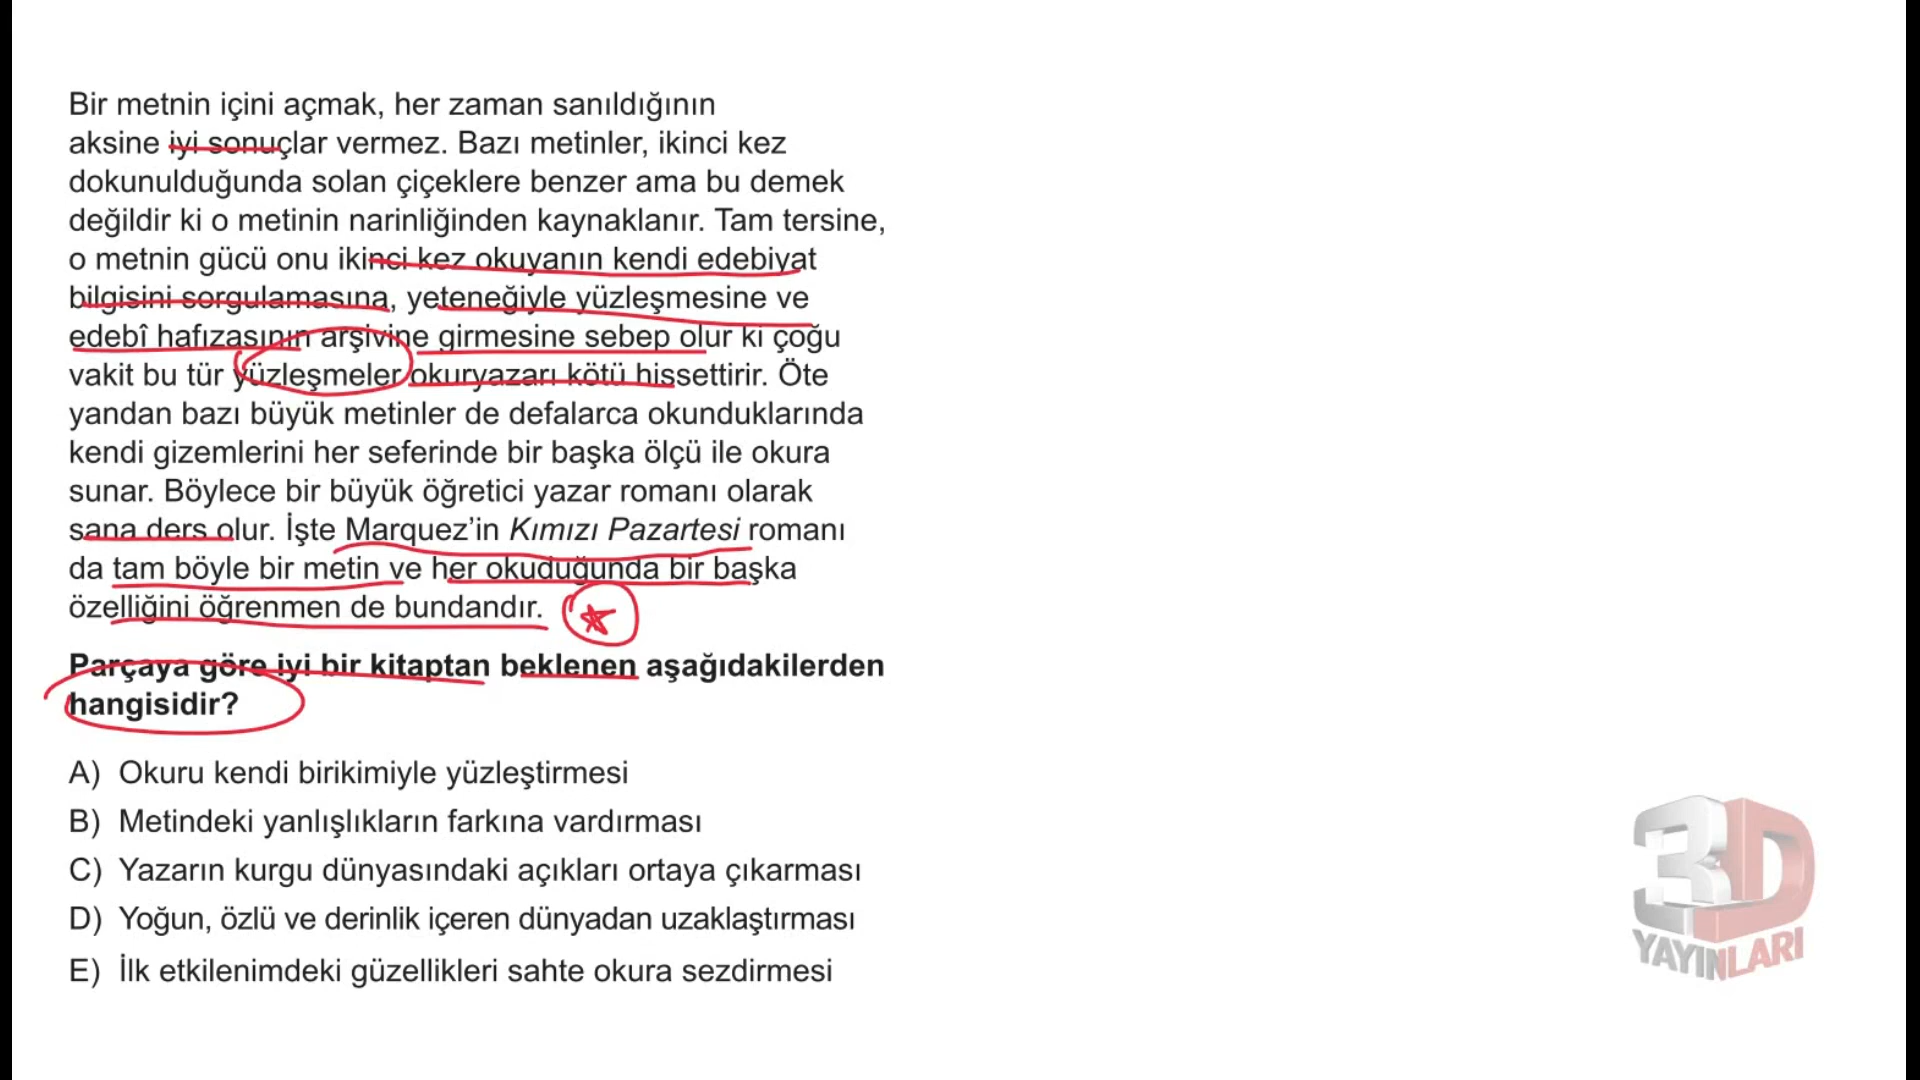 Bir metnin içini açmak, her zaman sanıldığının
aksine iyi sonuçlar vermez. Bazı metinler, ikinci kez
dokunulduğunda solan çiçeklere benzer ama bu demek
değildir ki o metinin narinliğinden kaynaklanır. Tam tersine,
o metnin gücü onu ikinci kez okuyanın kendi edebiyat
bilgisini sorgulamasına, yeteneğiyle yüzleşmesine ve
edebî hafızasının arşivine girmesine sebep olur ki çoğu
vakit bu tür yüzleşmeler okuryazarı kötü hissettirir. Öte
yandan bazı büyük metinler de defalarca okunduklarında
kendi gizemlerini her seferinde bir başka ölçü ile okura
sunar. Böylece bir büyük öğretici yazar romanı olarak
sana ders olur. İşte Marquez'in Kımızı Pazartesi romanı
da tam böyle bir metin ve her okuduğunda bir başka
özelliğini öğrenmen de bundandır.
Parçaya göre iyi bir kitaptan beklenen aşağıdakilerden
hangisidir?
A) Okuru kendi birikimiyle yüzleştirmesi
B) Metindeki yanlışlıkların farkına vardırması
C) Yazarın kurgu dünyasındaki açıkları ortaya çıkarması
D) Yoğun, özlü ve derinlik içeren dünyadan uzaklaştırması
E) İlk etkilenimdeki güzellikleri sahte okura sezdirmesi
3D
YAYINLARI